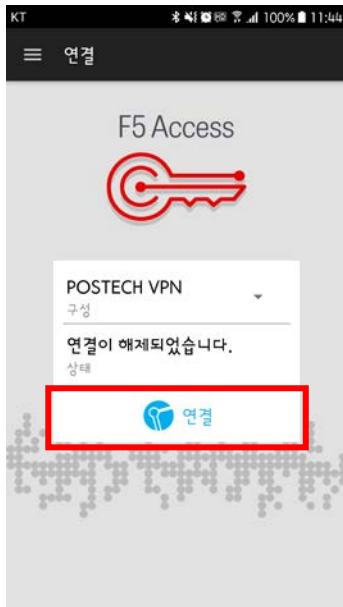 KT 100% 11:44
연결
F5 Access
POSTECH VPN
구성
연결이 해제되었습니다.
상태
연결